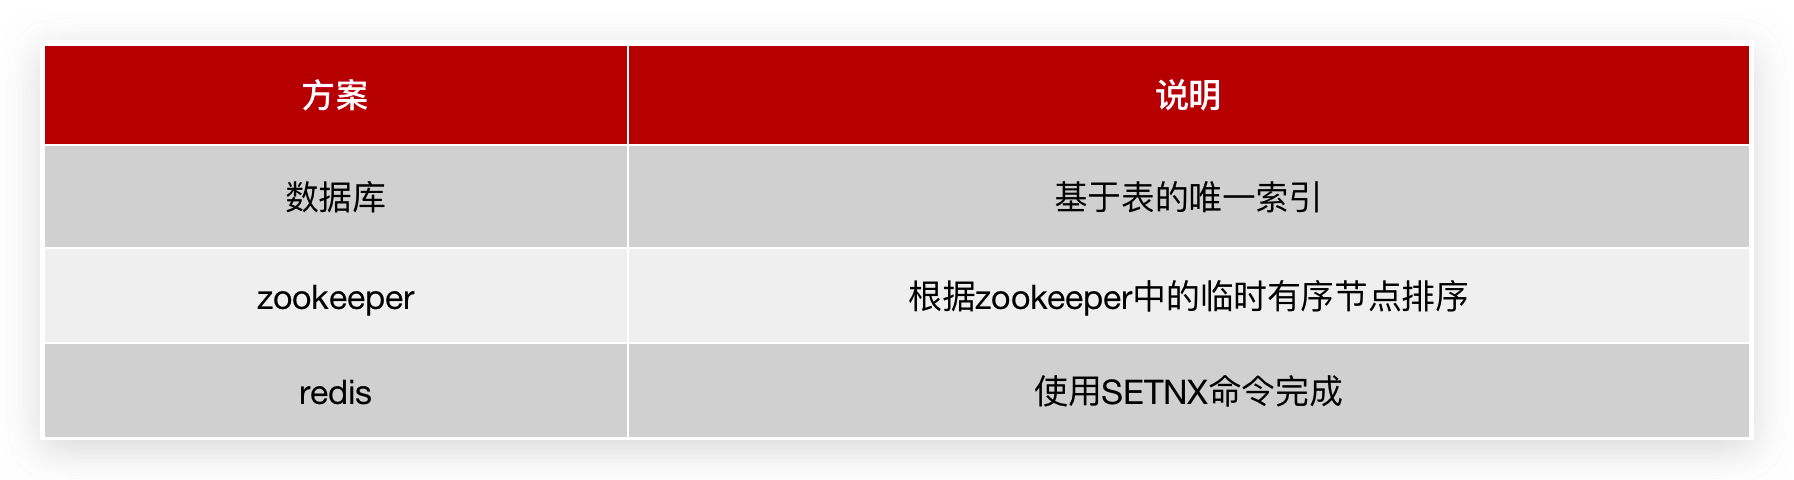 方案 说明
数据库 基于表的唯一索引
zookeeper 根据zookeeper中的临时有序节点排序
redis 使用SETNX命令完成